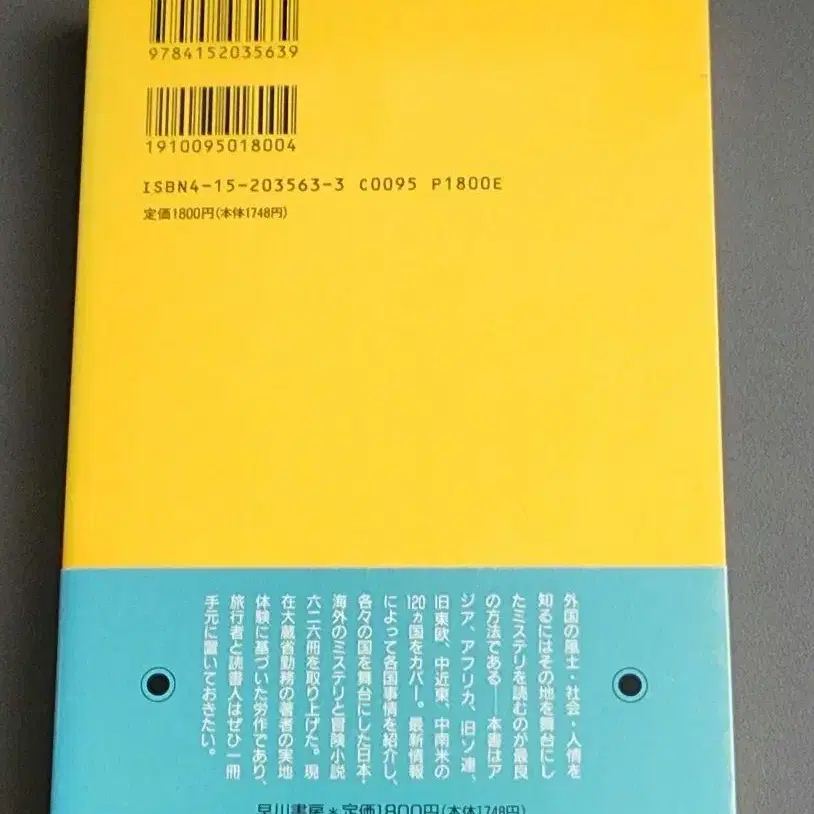 9784152035639
1910095018004
ISBN4-15-203563-3 C0095 P1800E
定価1800円(本体1748円)
外国の風土・社会・人情を
知るにはその地を舞台にし
たミステリを読むのが最良
の方法である――本書はア
ジア、アフリカ、旧ソ連、
旧東欧、中近東、中南米の
120ヵ国をカバー。最新情報
によって各国事情を紹介し、
各々の国を舞台にした日本・
海外のミステリと冒険小説
六二六冊を取り上げた。現
在大蔵省勤務の著者の実地
体験に基づいた労作であり、
旅行者と読書人はぜひ一冊
手元に置いておきたい。
早川書房*定価1800円(本体1748円)